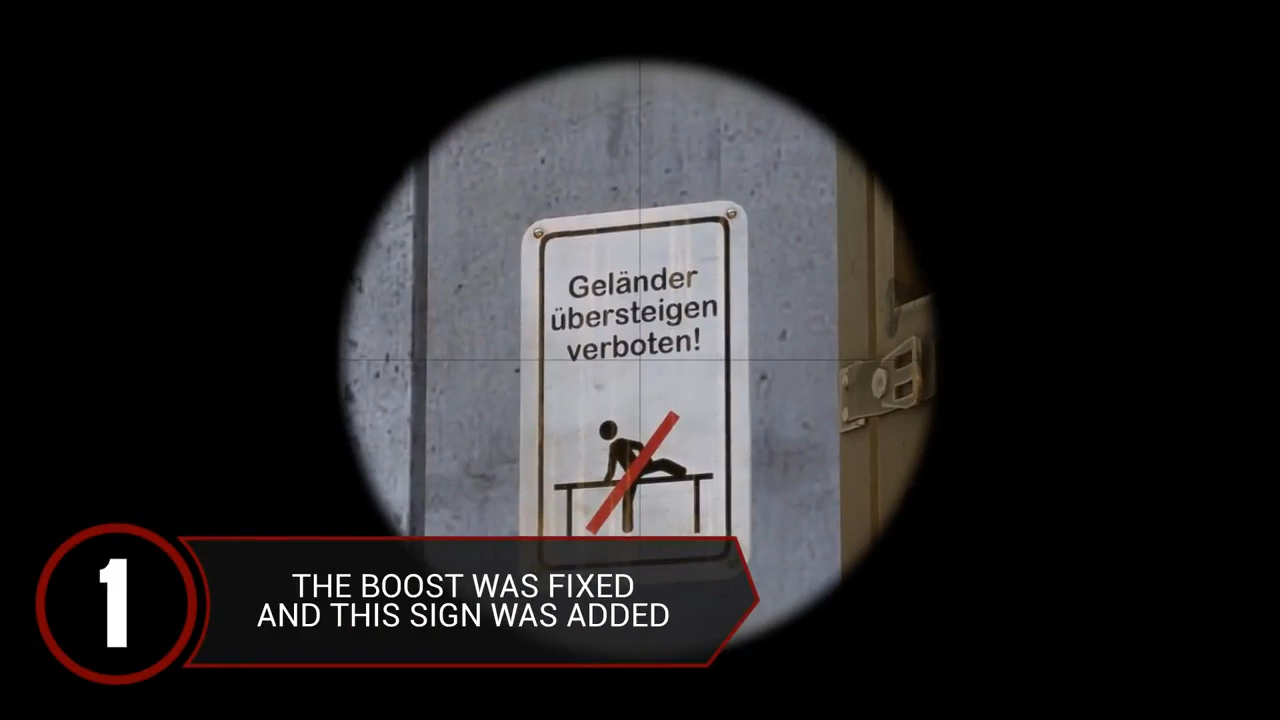 Geländer
übersteigen
verboten!
1
THE BOOST WAS FIXED
AND THIS SIGN WAS ADDED